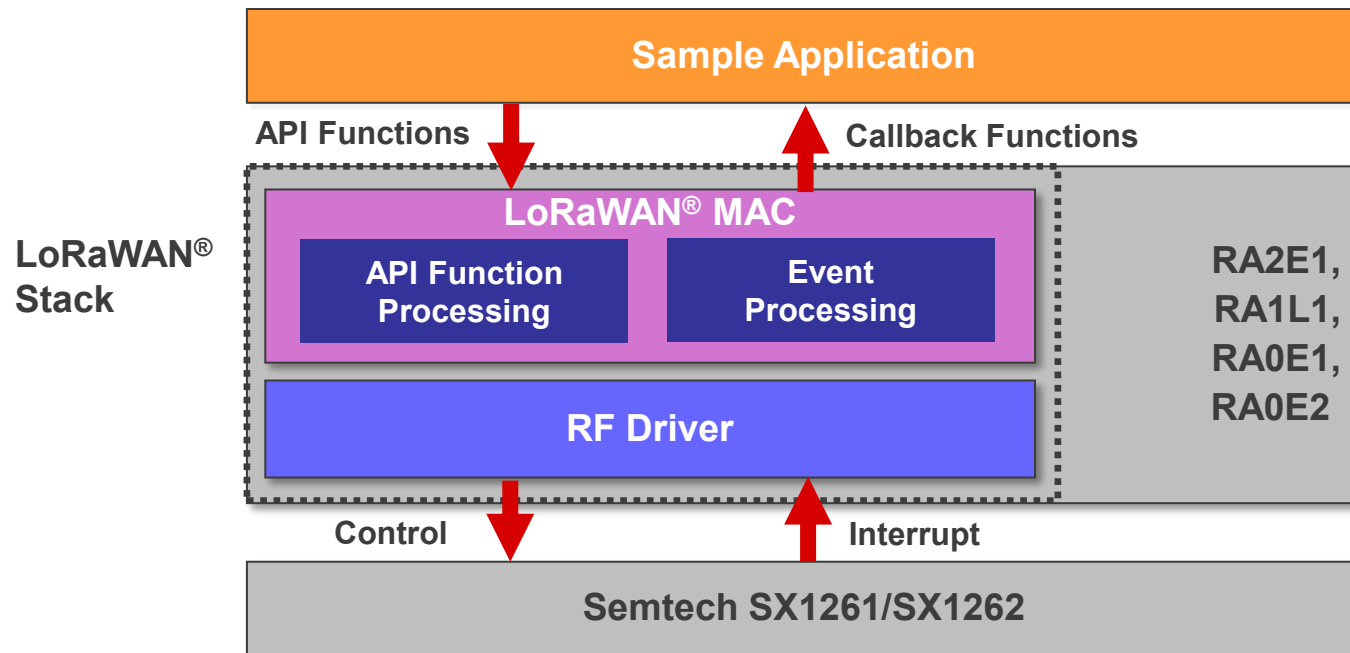 Sample Application
API Functions
Callback Functions
LoRaWAN® MAC
API Function
Processing
Event
Processing
LoRaWAN®
Stack
RA2E1,
RA1L1,
RA0E1,
RA0E2
RF Driver
Control
Interrupt
Semtech SX1261/SX1262